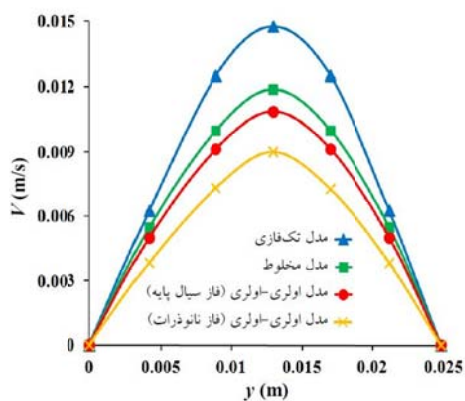 V (m/s)
0.015
0.012
0.009
0.006
0.003
0
مدل تک‌فازی
مدل مخلوط
مدل اولری-اولری (فاز سیال پایه)
مدل اولری-اولری (فاز نانوذرات)
0 0.005 0.01 0.015 0.02 0.025
y (m)